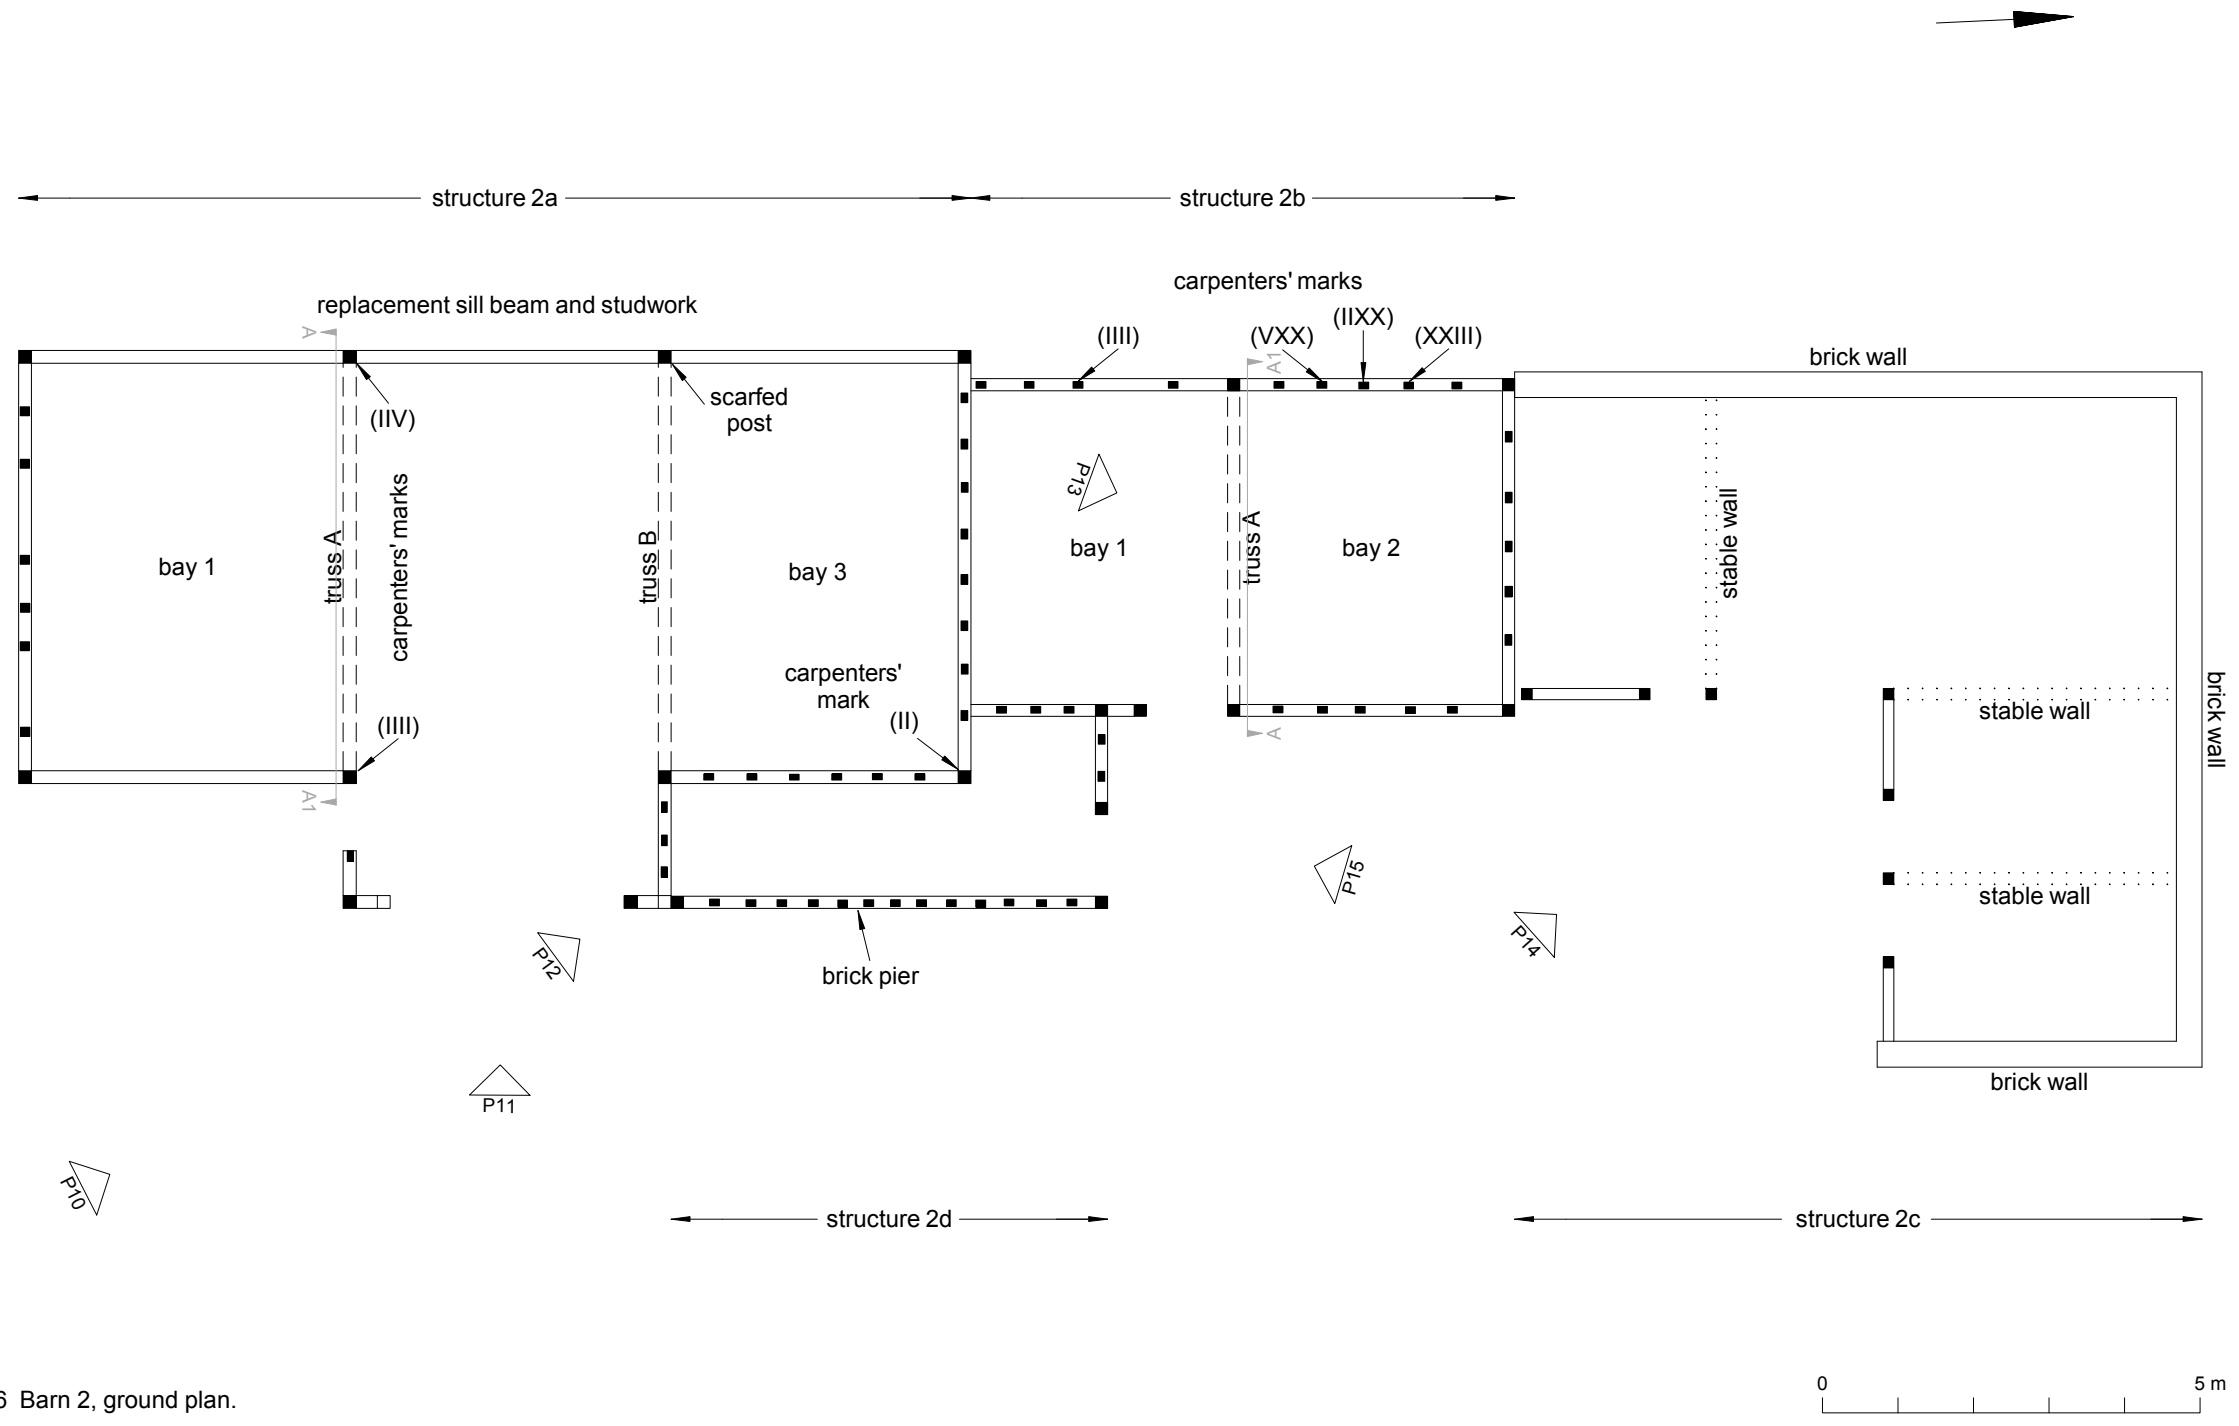 structure 2a
structure 2b
carpenters' marks
replacement sill beam and studwork
(IIII)
(VXX)
(IIXX)
(XXIII)
A
A1
brick wall
(IIV)
scarfed
post
carpenters' marks
truss A
truss B
bay 1
bay 3
P13
bay 1
truss A
bay 2
stable wall
carpenters'
mark
(II)
(IIII)
A1
A
brick wall
stable wall
stable wall
P15
P14
P12
brick pier
brick wall
P11
P10
structure 2d
structure 2c
0
5 m
6 Barn 2, ground plan.